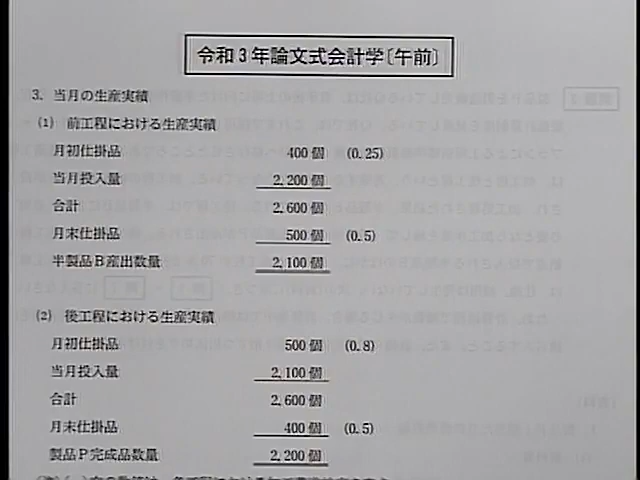 令和3年論文式会計学〔午前〕
3. 当月の生産実績
(1) 前工程における生産実績
月初仕掛品 400個 (0.25)
当月投入量 2,200個
合計 2,600個
月末仕掛品 500個 (0.5)
半製品B産出数量 2,100個
(2) 後工程における生産実績
月初仕掛品 500個 (0.8)
当月投入量 2,100個
合計 2,600個
月末仕掛品 400個 (0.5)
製品P完成品数量 2,200個